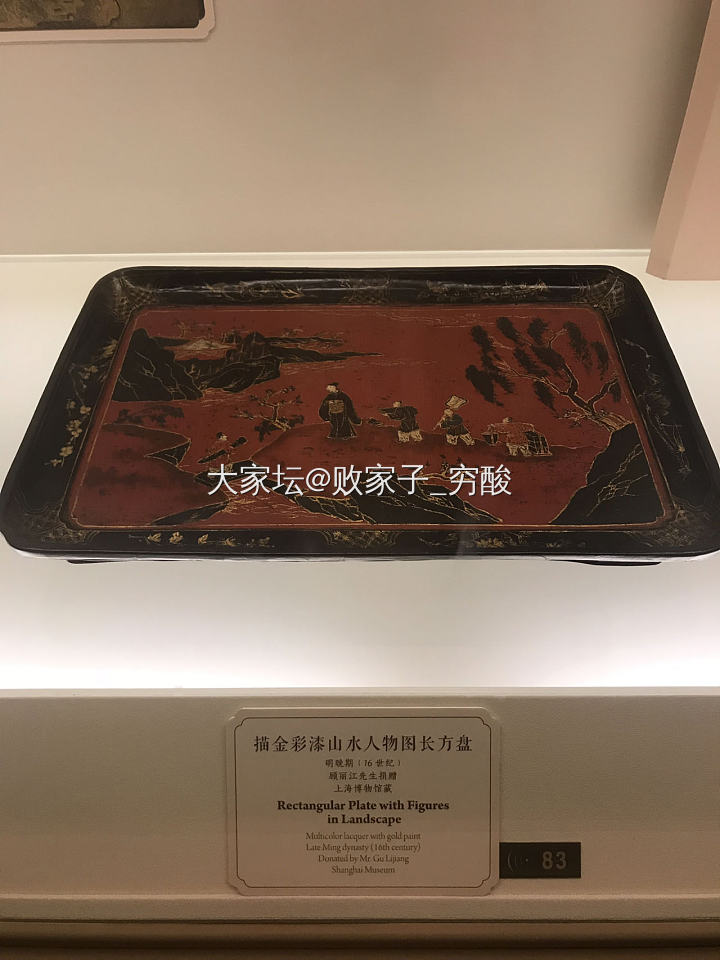 大家坛@败家子_穷酸
描金彩漆山水人物图长方盘
明晚期（16世纪）
顾丽江先生捐赠
上海博物馆藏
Rectangular Plate with Figures
in Landscape
Multicolor lacquer with gold paint
Late Ming dynasty (16th century)
Donated by Mr. Gu Lijiang
Shanghai Museum
83